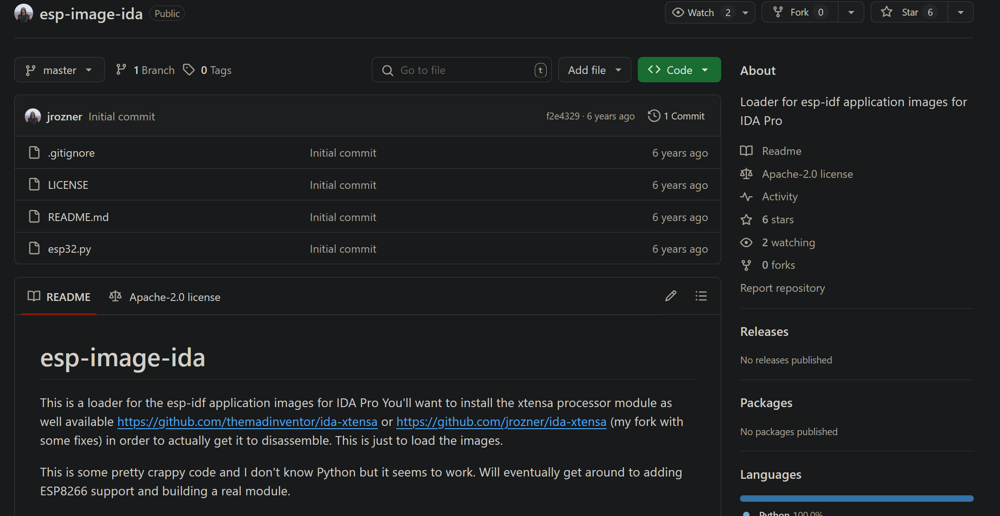 esp-image-ida Public
Watch 2 Fork 0 Star 6
master 1 Branch 0 Tags Go to file t Add file Code
jrozner Initial commit f2e4329 · 6 years ago 1 Commit
.gitignore Initial commit 6 years ago
LICENSE Initial commit 6 years ago
README.md Initial commit 6 years ago
esp32.py Initial commit 6 years ago
README Apache-2.0 license
esp-image-ida
This is a loader for the esp-idf application images for IDA Pro You'll want to install the xtensa processor module as
well available https://github.com/themadinventor/ida-xtensa or https://github.com/jrozner/ida-xtensa (my fork with
some fixes) in order to actually get it to disassemble. This is just to load the images.
This is some pretty crappy code and I don't know Python but it seems to work. Will eventually get around to adding
ESP8266 support and building a real module.
About
Loader for esp-idf application images for
IDA Pro
Readme
Apache-2.0 license
Activity
6 stars
2 watching
0 forks
Report repository
Releases
No releases published
Packages
No packages published
Languages
Python 100.0%